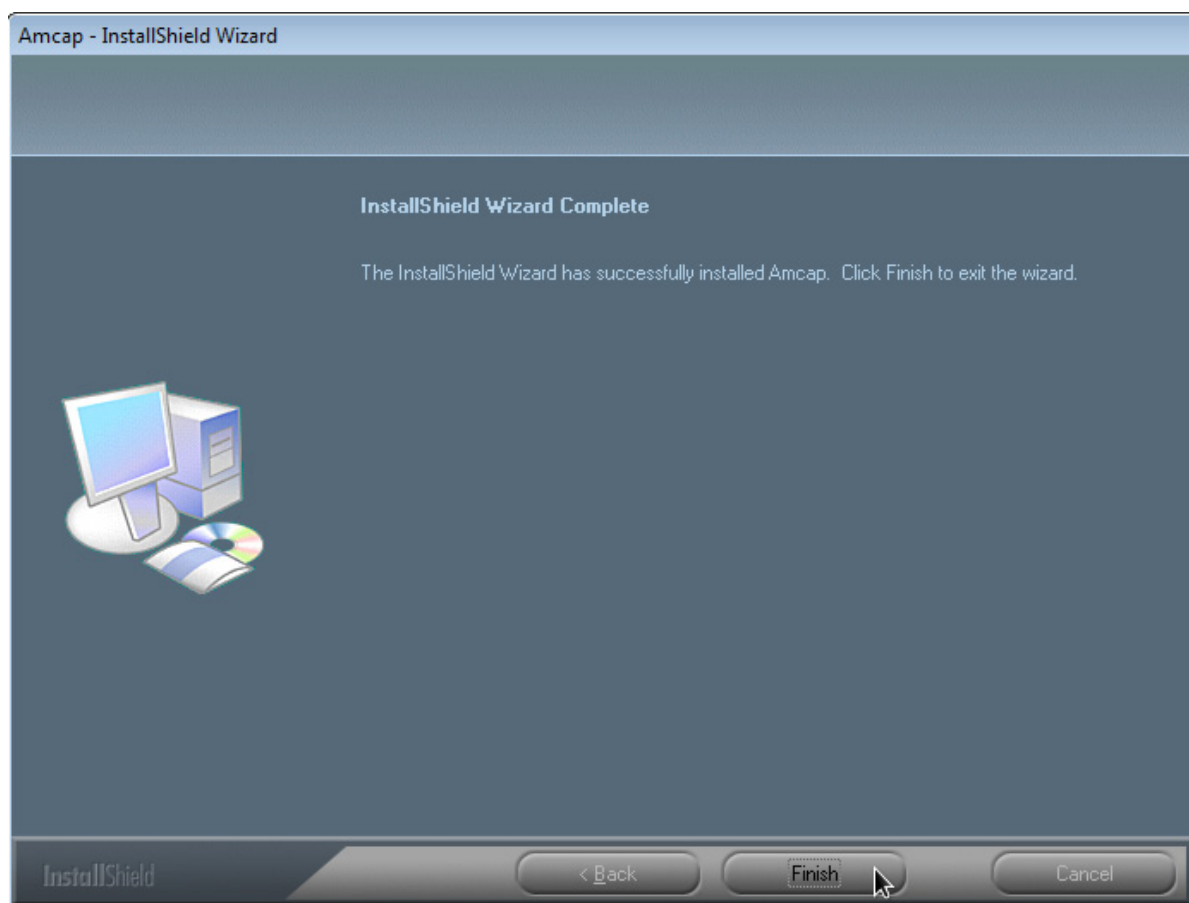 Amcap - InstallShield Wizard
InstallShield Wizard Complete
The InstallShield Wizard has successfully installed Amcap.  Click Finish to exit the wizard.
InstallShield
< Back
Finish
Cancel